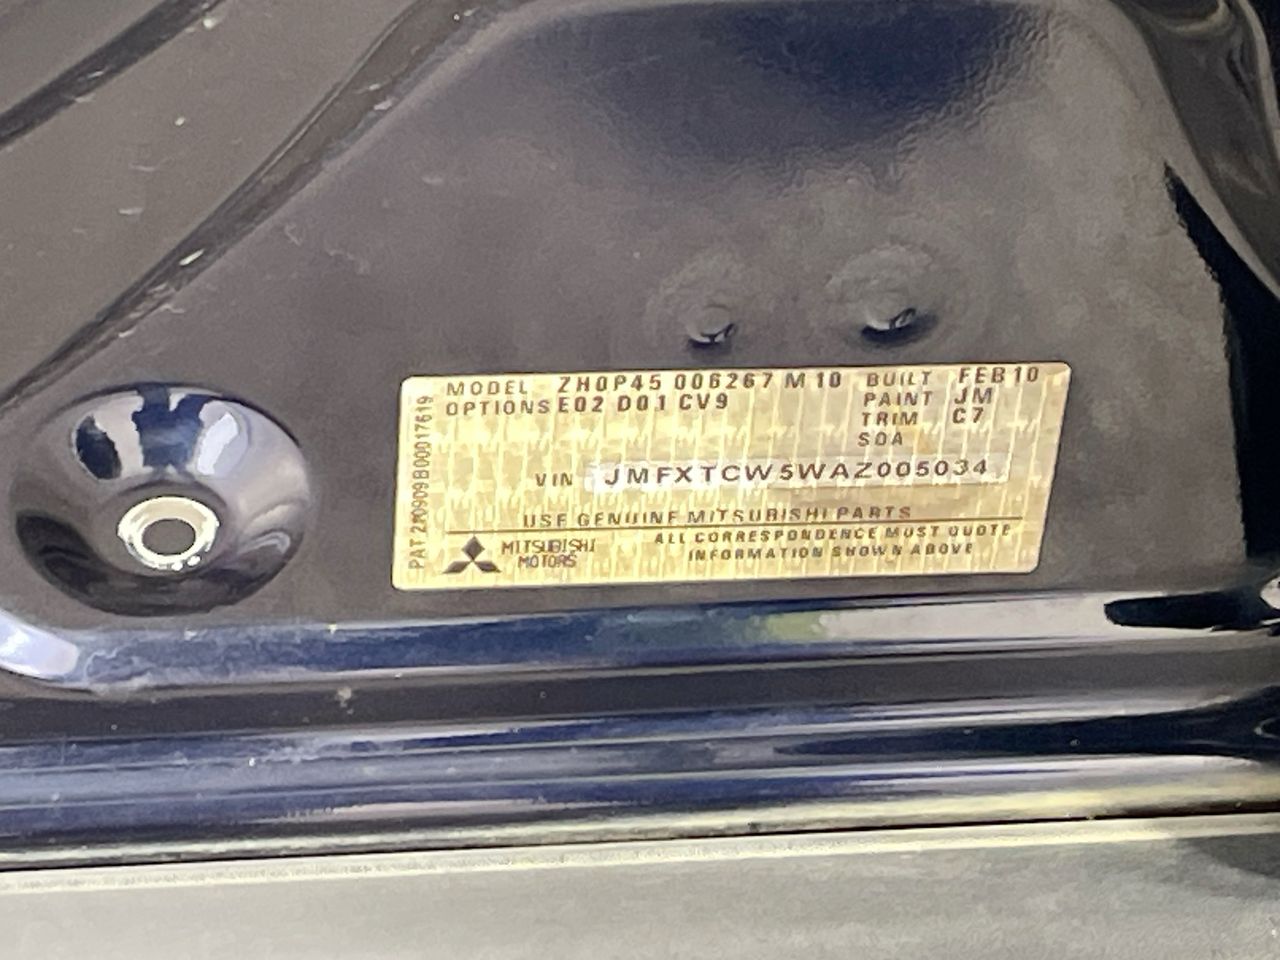 MODEL ZH0P45 006267 M10 BUILT FEB10
OPTIONS E02 D01 CV9 PAINT JM
TRIM C7
SOA
VIN JMFXTCW5WAZ005034
USE GENUINE MITSUBISHI PARTS
MITSUBISHI MOTORS
ALL CORRESPONDENCE MUST QUOTE
INFORMATION SHOWN ABOVE
PAT